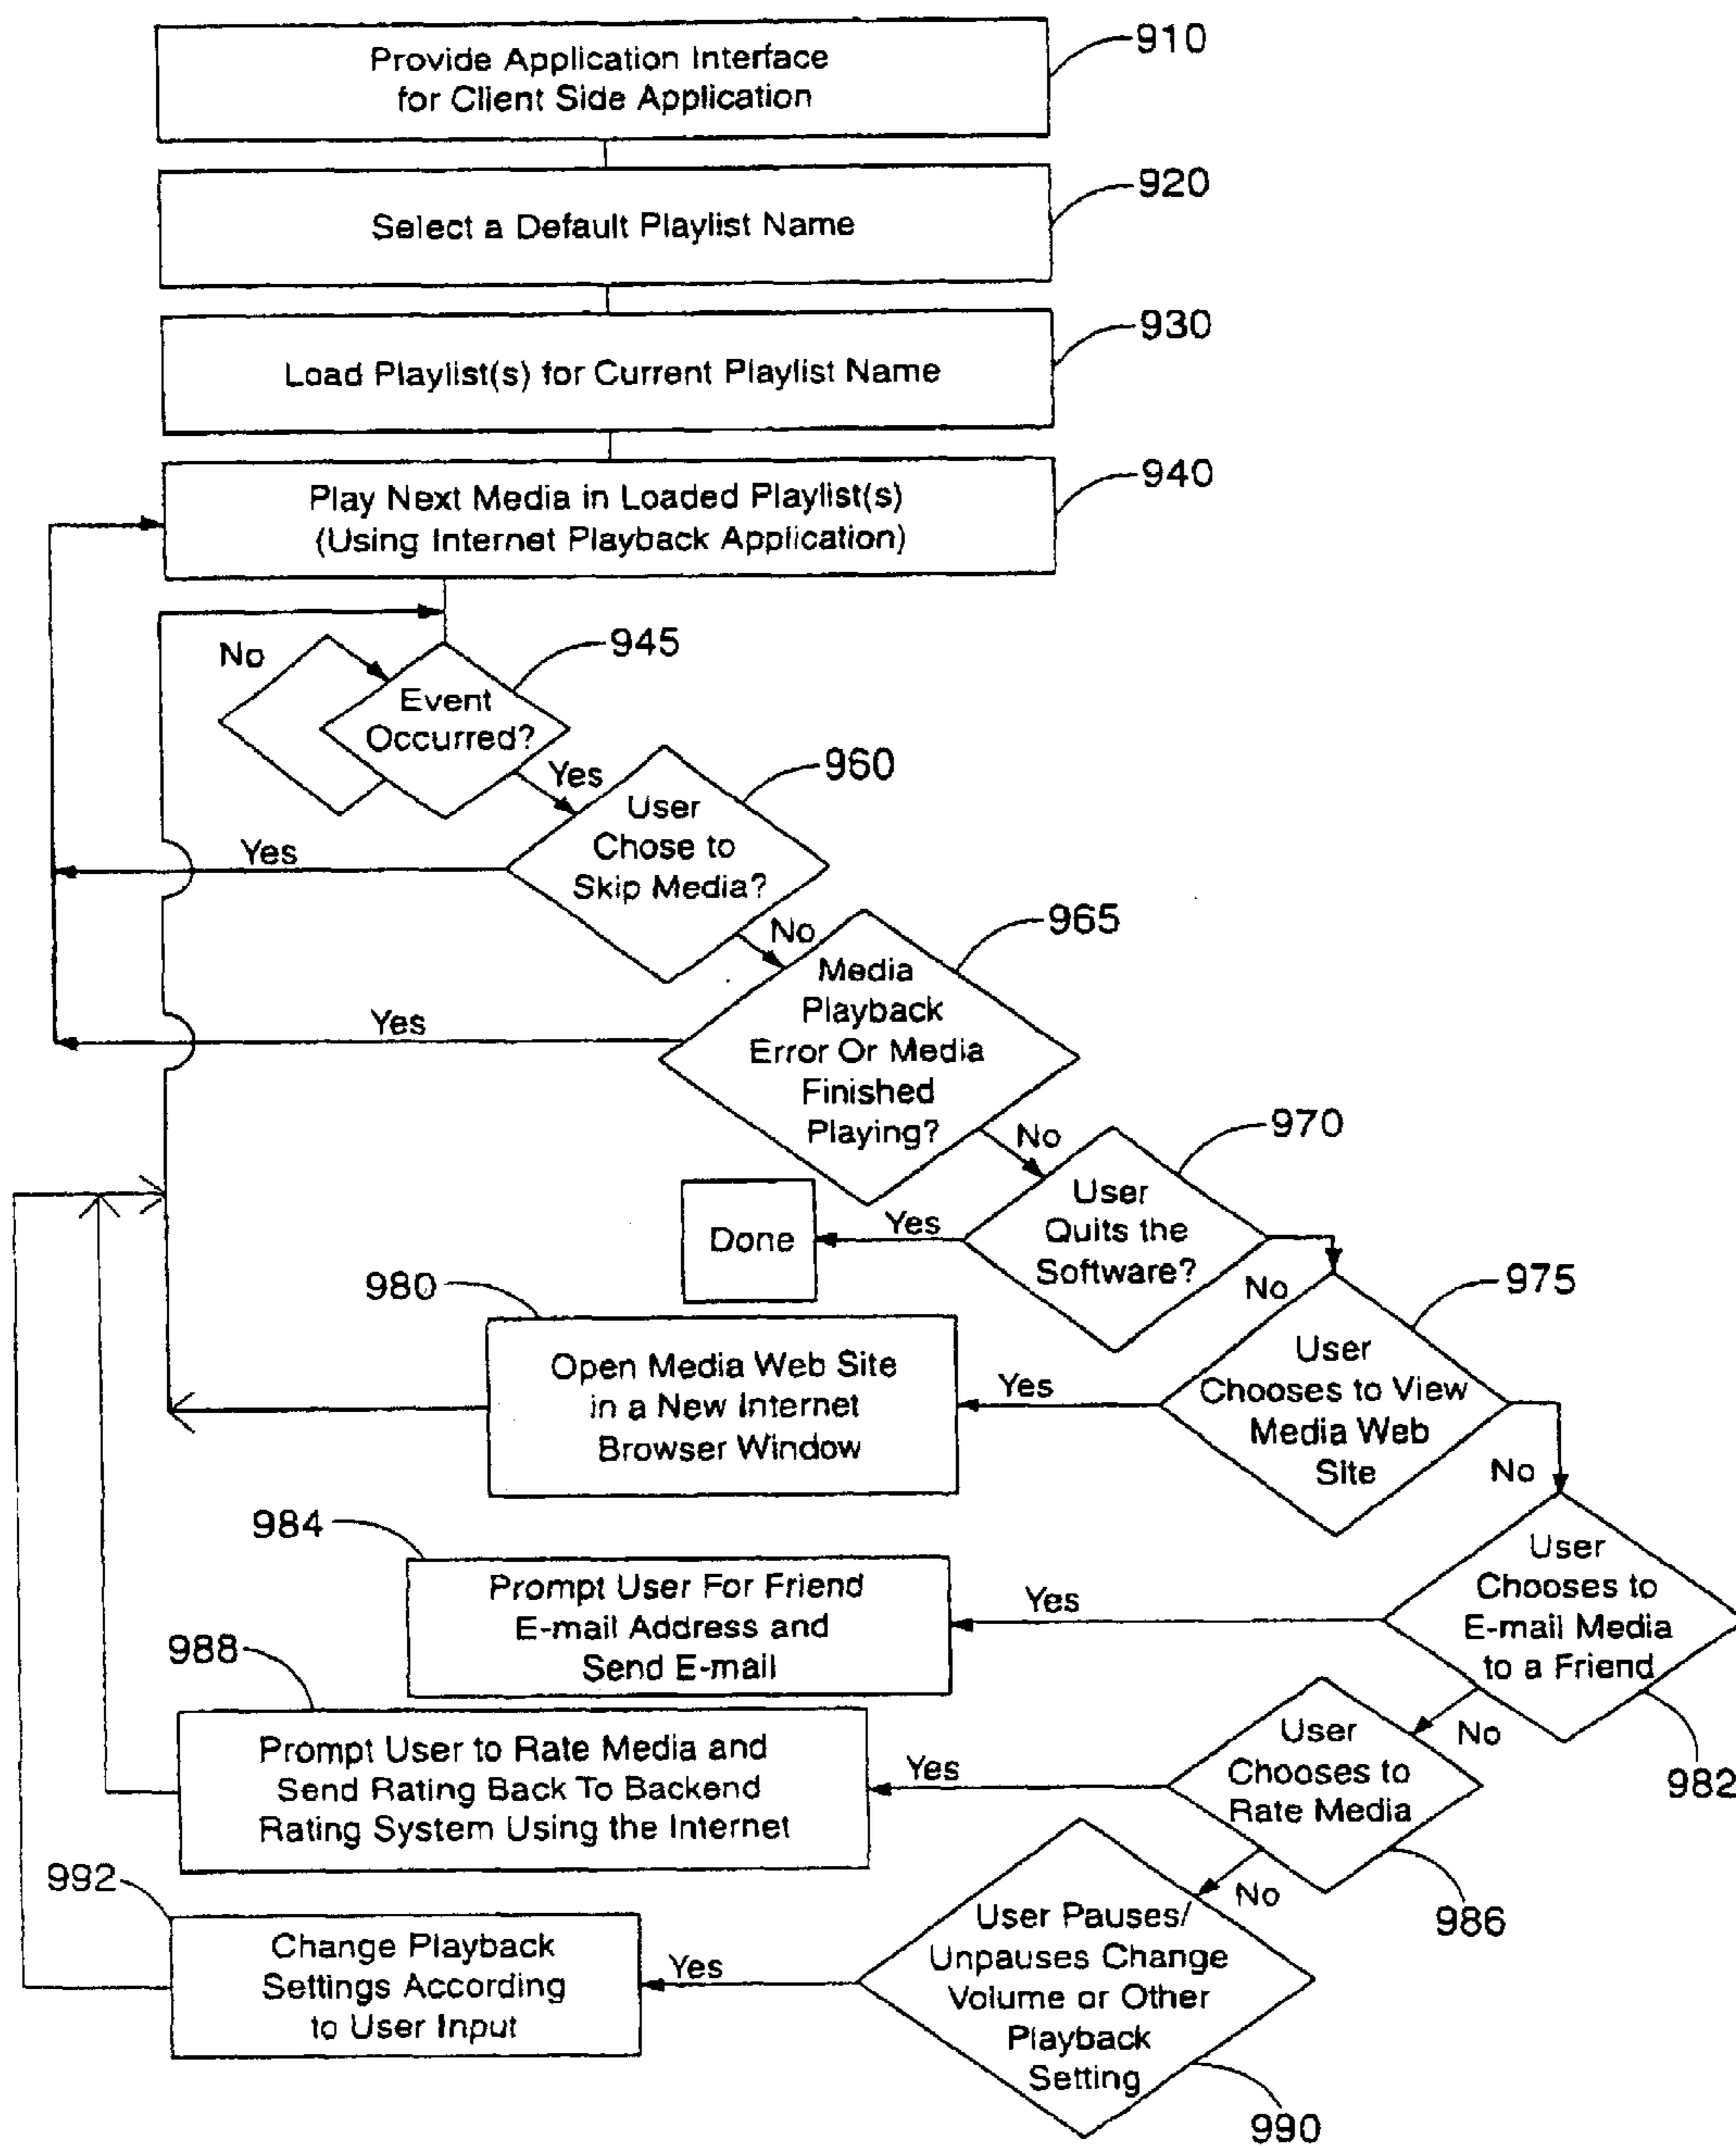 Provide Application Interface
for Client Side Application
910
Select a Default Playlist Name
920
Load Playlist(s) for Current Playlist Name
930
Play Next Media in Loaded Playlist(s)
(Using Internet Playback Application)
940
No
Event
Occurred?
945
Yes
User
Chose to
Skip Media?
960
Yes
No
Media
Playback
Error Or Media
Finished
Playing?
965
Yes
No
User
Quits the
Software?
970
Yes
Done
No
User
Chooses to View
Media Web
Site
975
Yes
980
Open Media Web Site
in a New Internet
Browser Window
No
User
Chooses to
E-mail Media
to a Friend
982
Yes
984
Prompt User For Friend
E-mail Address and
Send E-mail
No
User
Chooses to
Rate Media
986
Yes
988
Prompt User to Rate Media and
Send Rating Back To Backend
Rating System Using the Internet
No
User Pauses/
Unpauses Change
Volume or Other
Playback
Setting
990
Yes
992
Change Playback
Settings According
to User Input